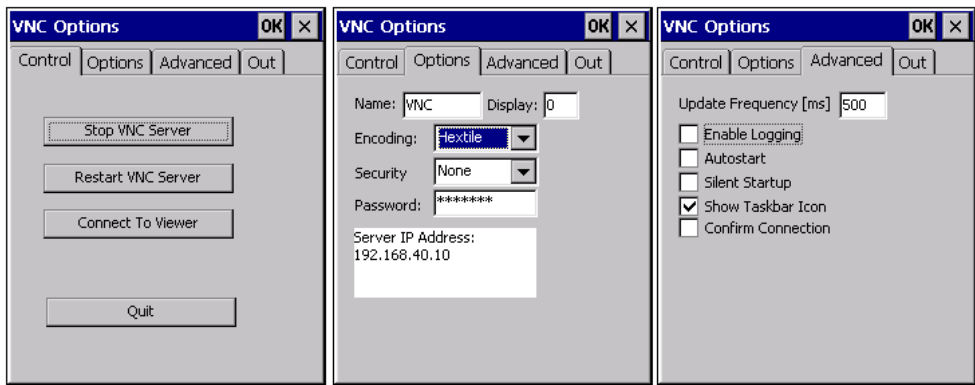 VNC Options OK ×
Control Options Advanced Out
Stop VNC Server
Restart VNC Server
Connect To Viewer
Quit
VNC Options OK ×
Control Options Advanced Out
Name: VNC Display: 0
Encoding: Hextile
Security None
Password: *******
Server IP Address:
192.168.40.10
VNC Options OK ×
Control Options Advanced Out
Update Frequency [ms] 500
Enable Logging
Autostart
Silent Startup
Show Taskbar Icon
Confirm Connection